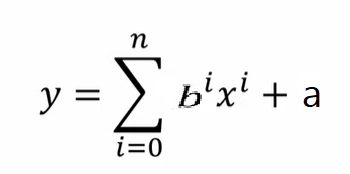 y = ∑_{i=0}^{n} b^i x^i + a